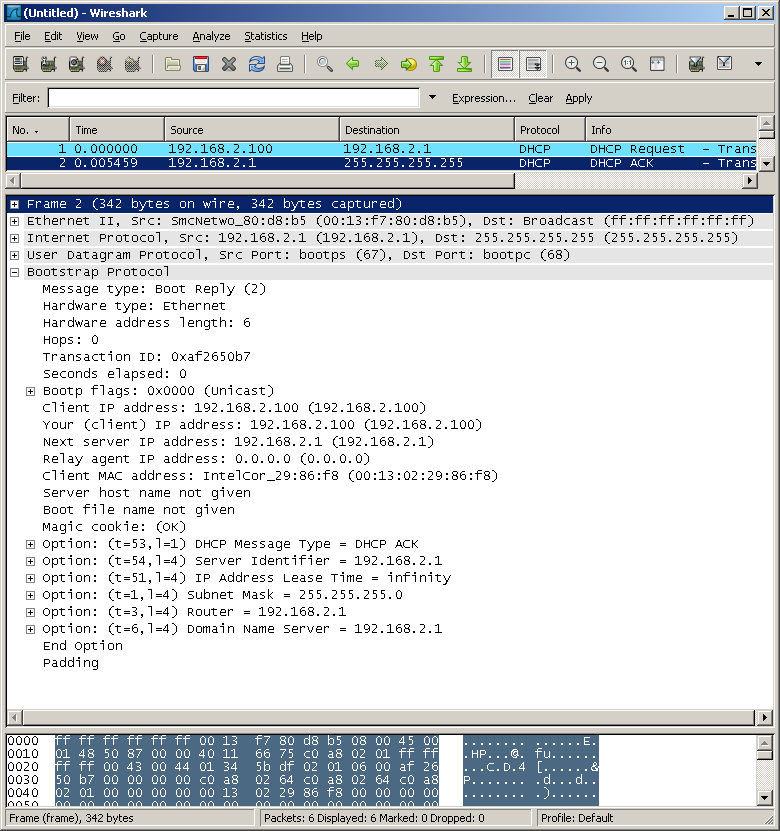 (Untitled) - Wireshark
File Edit View Go Capture Analyze Statistics Help
Filter: Expression... Clear Apply
No. . Time Source Destination Protocol Info
1 0.000000 192.168.2.100 192.168.2.1 DHCP DHCP Request - Trans
2 0.005459 192.168.2.1 255.255.255.255 DHCP DHCP ACK - Trans
Frame 2 (342 bytes on wire, 342 bytes captured)
Ethernet II, Src: SmcNetwo_80:d8:b5 (00:13:f7:80:d8:b5), Dst: Broadcast (ff:ff:ff:ff:ff:ff)
Internet Protocol, Src: 192.168.2.1 (192.168.2.1), Dst: 255.255.255.255 (255.255.255.255)
User Datagram Protocol, Src Port: bootps (67), Dst Port: bootpc (68)
Bootstrap Protocol
Message type: Boot Reply (2)
Hardware type: Ethernet
Hardware address length: 6
Hops: 0
Transaction ID: 0xaf2650b7
Seconds elapsed: 0
Bootp flags: 0x0000 (Unicast)
Client IP address: 192.168.2.100 (192.168.2.100)
Your (client) IP address: 192.168.2.100 (192.168.2.100)
Next server IP address: 192.168.2.1 (192.168.2.1)
Relay agent IP address: 0.0.0.0 (0.0.0.0)
Client MAC address: IntelCor_29:86:f8 (00:13:02:29:86:f8)
Server host name not given
Boot file name not given
Magic cookie: (OK)
Option: (t=53,l=1) DHCP Message Type = DHCP ACK
Option: (t=54,l=4) Server Identifier = 192.168.2.1
Option: (t=51,l=4) IP Address Lease Time = infinity
Option: (t=1,l=4) Subnet Mask = 255.255.255.0
Option: (t=3,l=4) Router = 192.168.2.1
Option: (t=6,l=4) Domain Name Server = 192.168.2.1
End Option
Padding
0000 ff ff ff ff ff ff 00 13 f7 80 d8 b5 08 00 45 00 ........ ......E.
0010 01 48 50 87 00 00 40 11 66 75 c0 a8 02 01 ff ff .HP...@. fu......
0020 ff ff 00 43 00 44 01 34 5b df 02 01 06 00 af 26 ...C.D.4 [......&
0030 50 b7 00 00 00 00 c0 a8 02 64 c0 a8 02 64 c0 a8 P....... .d...d..
0040 02 01 00 00 00 00 00 13 02 29 86 f8 00 00 00 00 ........ .)......
Frame (frame), 342 bytes Packets: 6 Displayed: 6 Marked: 0 Dropped: 0 Profile: Default